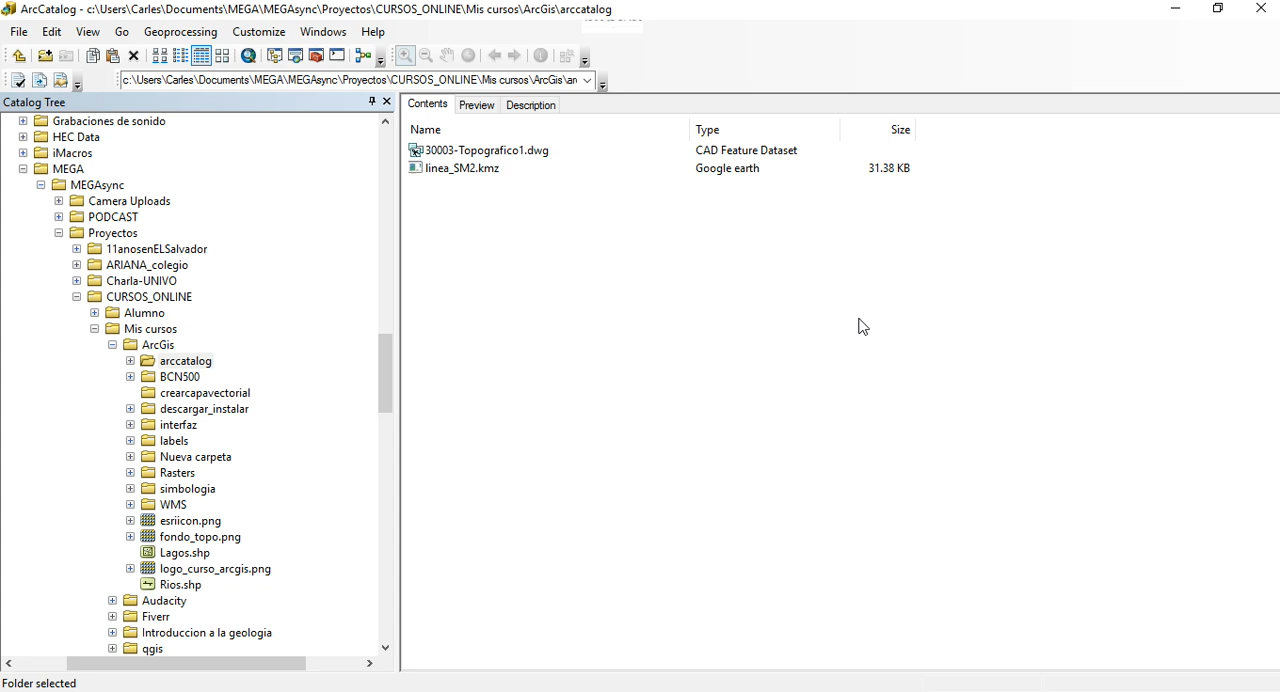 ArcCatalog - c:\Users\Carles\Documents\MEGA\MEGAsync\Proyectos\CURSOS_ONLINE\Mis cursos\ArcGis\arccatalog
File Edit View Go Geoprocessing Customize Windows Help
c:\Users\Carles\Documents\MEGA\MEGAsync\Proyectos\CURSOS_ONLINE\Mis cursos\ArcGis\arc
Catalog Tree
Grabaciones de sonido
HEC Data
iMacros
MEGA
MEGAsync
Camera Uploads
PODCAST
Proyectos
11anosenELSalvador
ARIANA_colegio
Charla-UNIVO
CURSOS_ONLINE
Alumno
Mis cursos
ArcGis
arccatalog
BCN500
crearcapavectorial
descargar_instalar
interfaz
labels
Nueva carpeta
Rasters
simbologia
WMS
esriicon.png
fondo_topo.png
Lagos.shp
logo_curso_arcgis.png
Rios.shp
Audacity
Fiverr
Introduccion a la geologia
qgis
Contents Preview Description
Name Type Size
30003-Topografico1.dwg CAD Feature Dataset
linea_SM2.kmz Google earth 31.38 KB
Folder selected